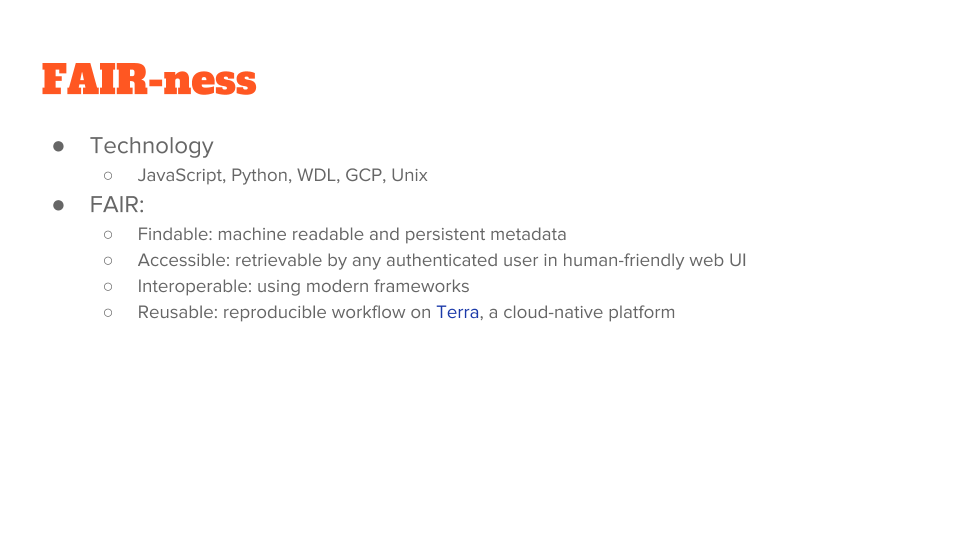 FAIR-ness
● Technology
○ JavaScript, Python, WDL, GCP, Unix
● FAIR:
○ Findable: machine readable and persistent metadata
○ Accessible: retrievable by any authenticated user in human-friendly web UI
○ Interoperable: using modern frameworks
○ Reusable: reproducible workflow on Terra, a cloud-native platform